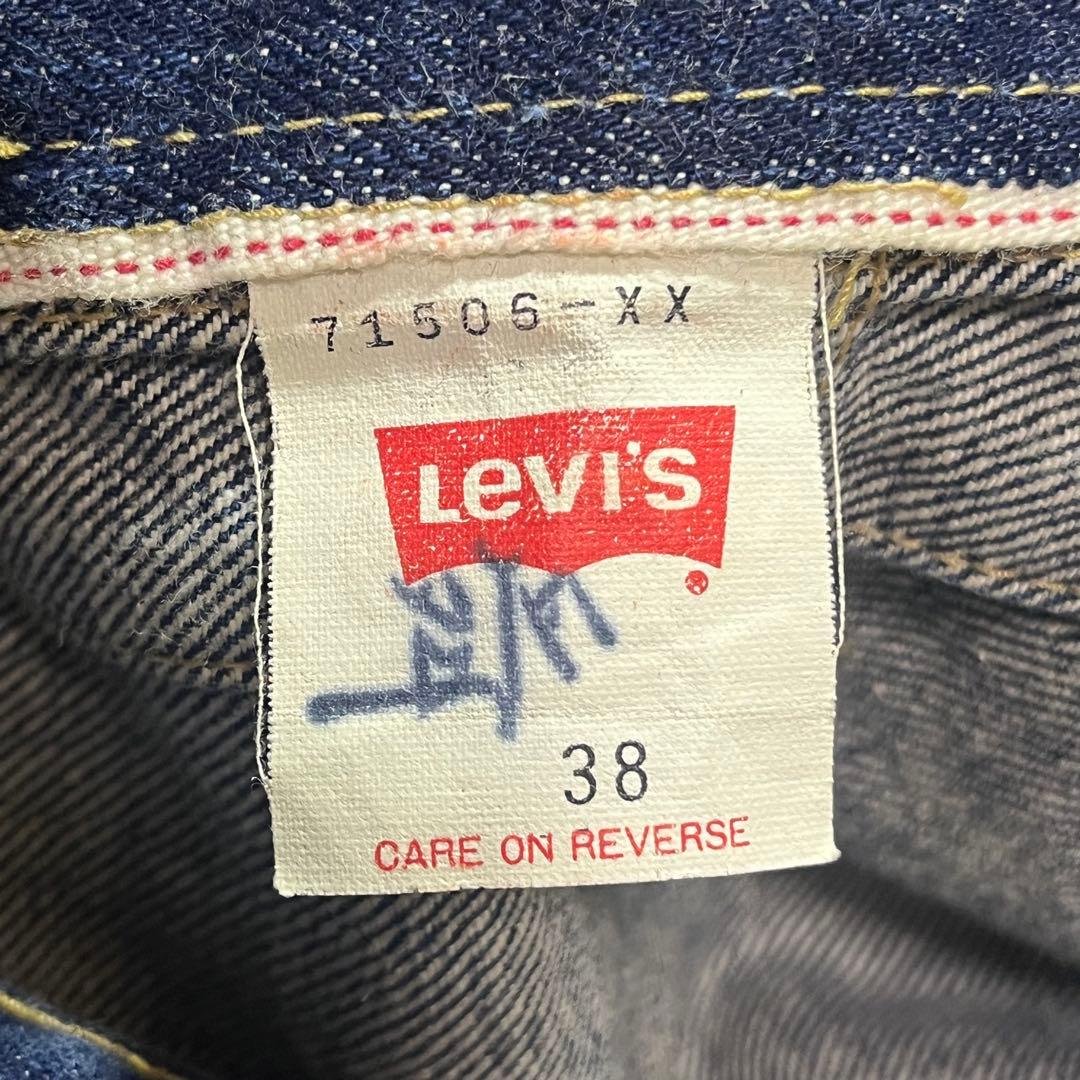 71506-XX
Levi's
®
38
CARE ON REVERSE